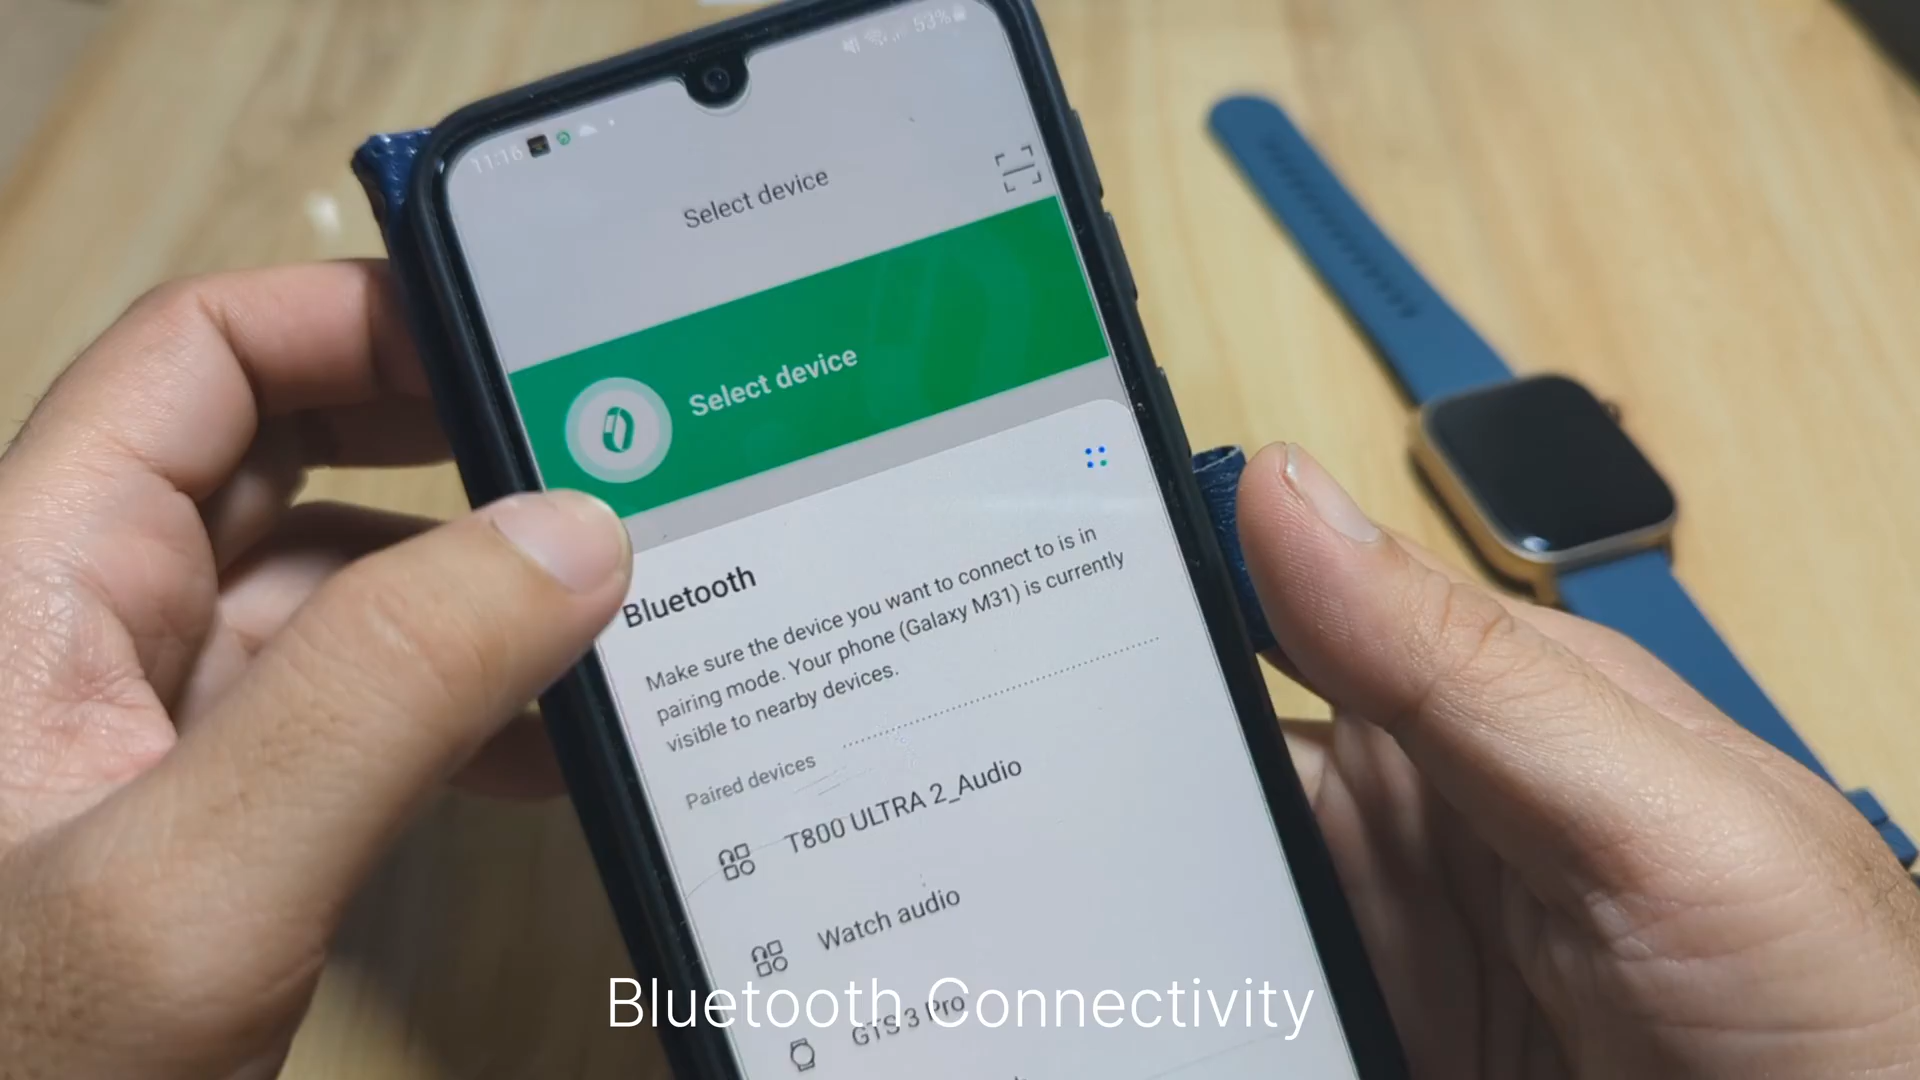 53%
11:16
Select device
Select device
Bluetooth
Make sure the device you want to connect to is in
pairing mode. Your phone (Galaxy M31) is currently
visible to nearby devices.
Paired devices
T800 ULTRA 2_Audio
Watch audio
GTS 3 Pro
Bluetooth Connectivity